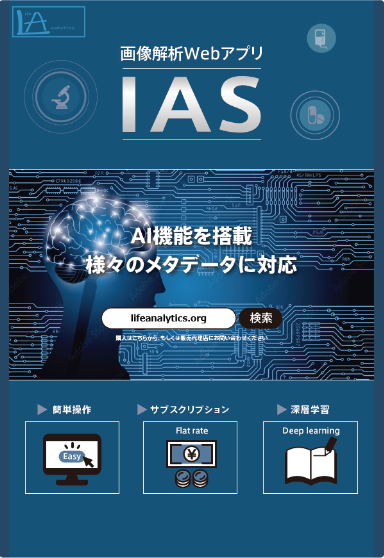 LA
画像解析Webアプリ
IAS
AI機能を搭載
様々のメタデータに対応
lifeanalytics.org 検索
購入はこちらから、もしくは販売代理店にお問い合わせください
簡単操作 サブスクリプション 深層学習
Easy
Flat rate
¥
Deep learning